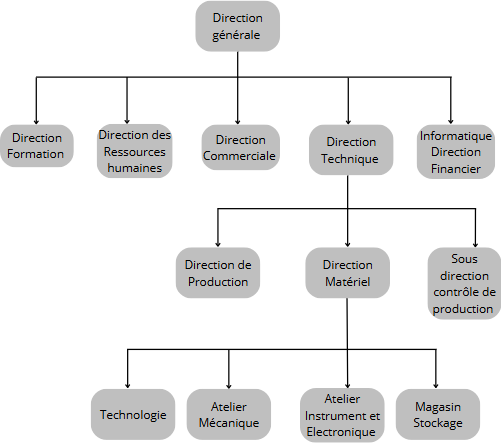 Direction
générale
Direction
Formation
Direction des
Ressources
humaines
Direction
Commerciale
Direction
Technique
Informatique
Direction
Financier
Direction de
Production
Direction
Matériel
Sous
direction
contrôle de
production
Technologie
Atelier
Mécanique
Atelier
Instrument et
Electronique
Magasin
Stockage